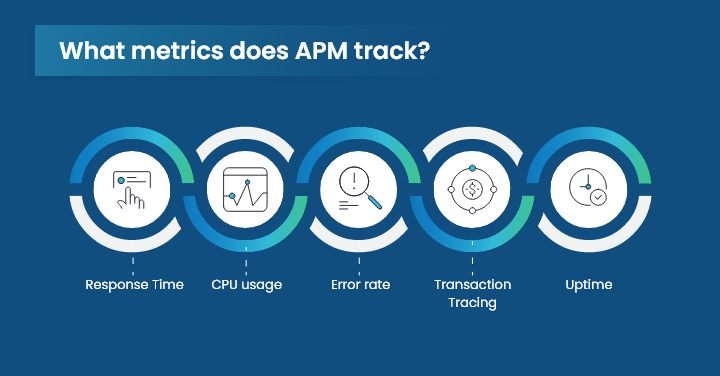 What metrics does APM track?
$
Response Time
CPU usage
Error rate
Transaction
Tracing
Uptime